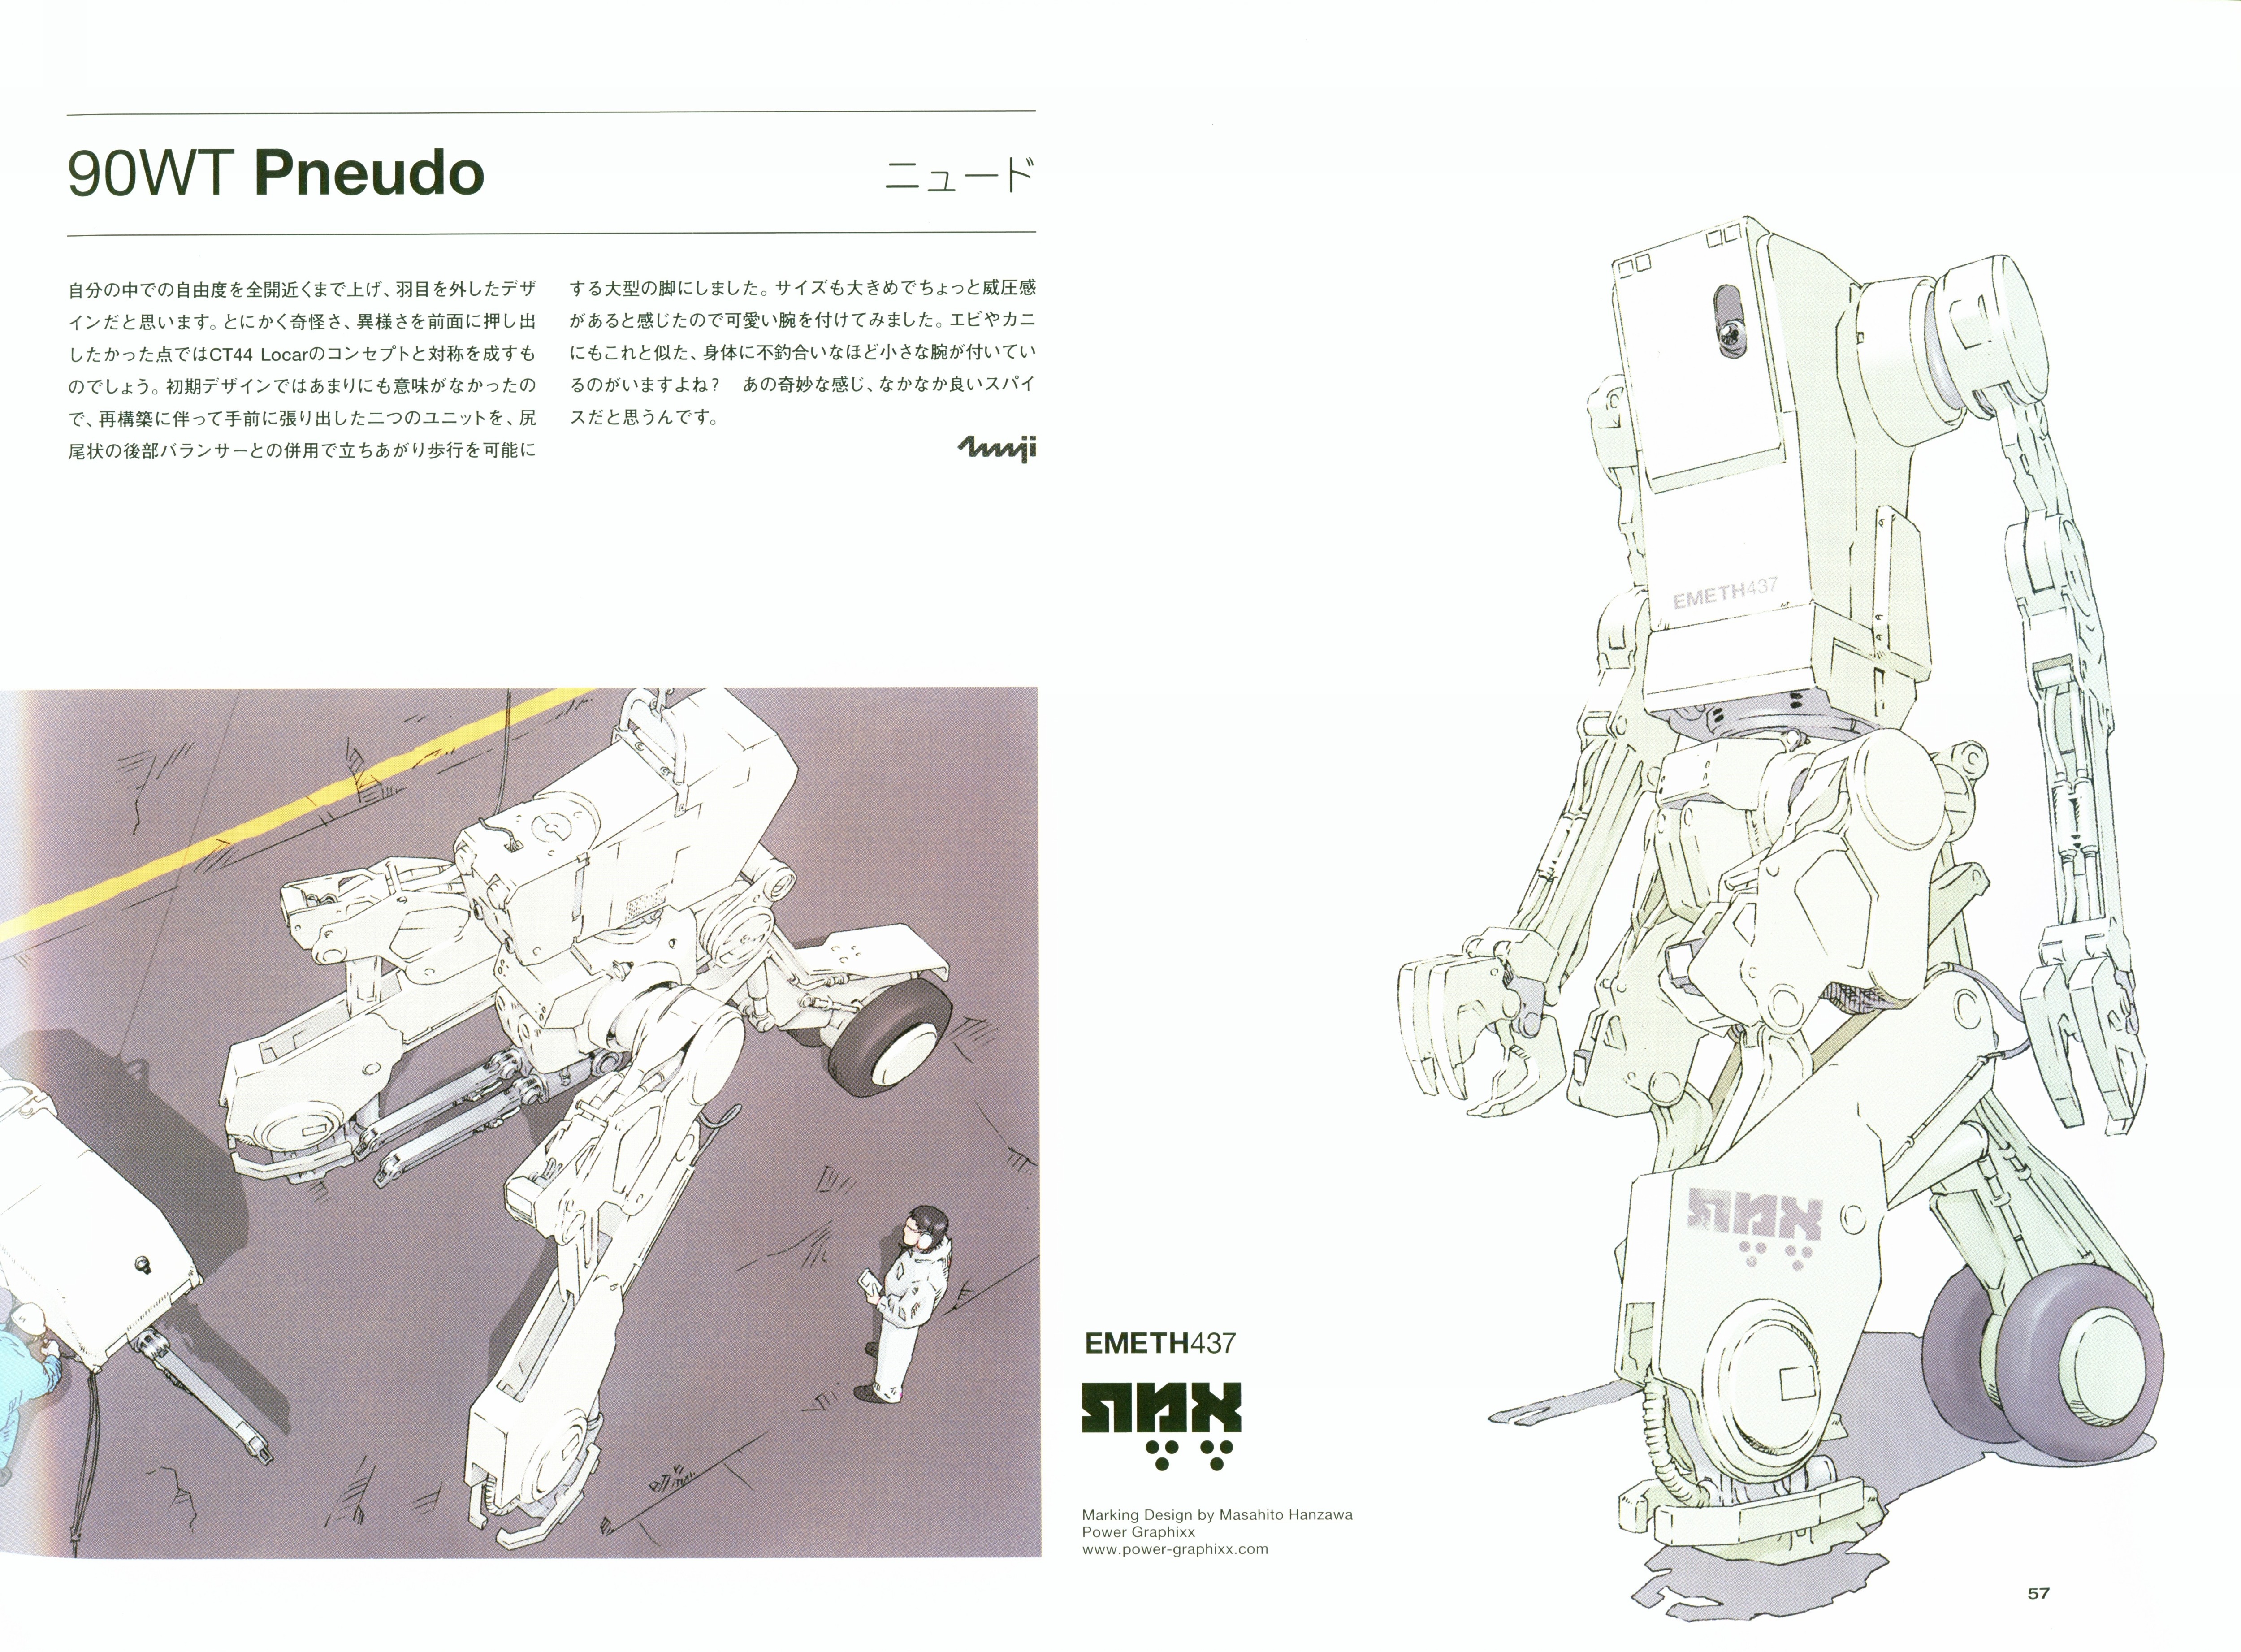 90WT Pneudo
ニュード
自分の中での自由度を全開近くまで上げ、羽目を外したデザ
インだと思います。とにかく奇怪さ、異様さを前面に押し出
したかった点ではCT44 Locarのコンセプトと対称を成すも
のでしょう。初期デザインではあまりにも意味がなかったの
で、再構築に伴って手前に張り出した二つのユニットを、尻
尾状の後部バランサーとの併用で立ちあがり歩行を可能に
する大型の脚にしました。サイズも大きめでちょっと威圧感
があると感じたので可愛い腕を付けてみました。エビやカニ
にもこれと似た、身体に不釣合いなほど小さな腕が付いてい
るのがいますよね？　あの奇妙な感じ、なかなか良いスパイ
スだと思うんです。
EMETH437
אֱמֶת
EMETH437
אֱמֶת
Marking Design by Masahito Hanzawa
Power Graphixx
www.power-graphixx.com
57